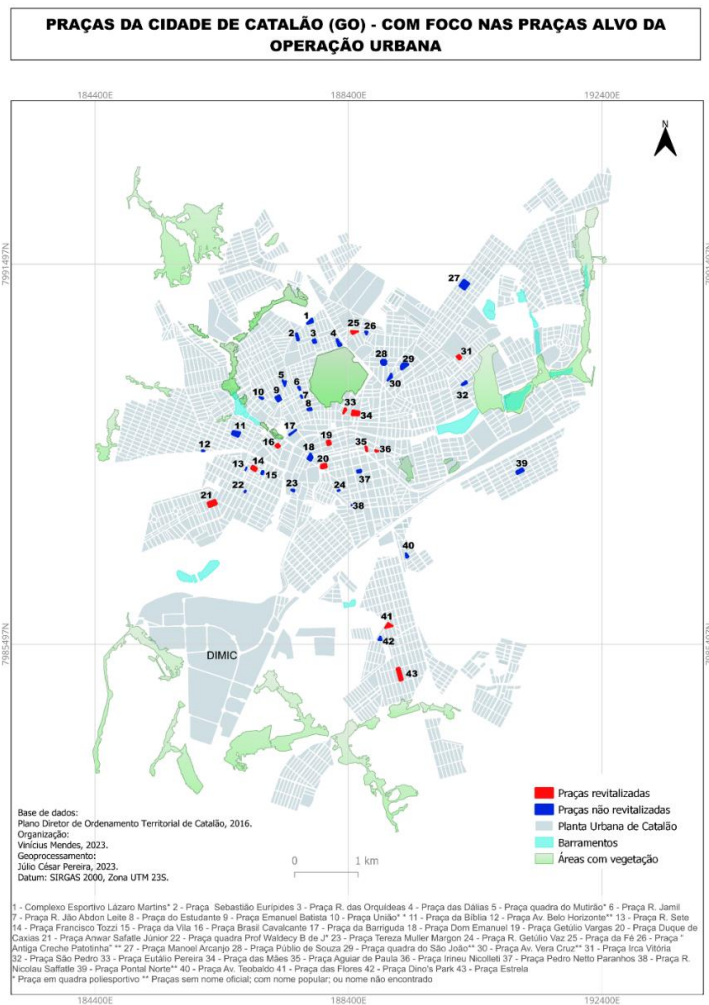 PRAÇAS DA CIDADE DE CATALÃO (GO) - COM FOCO NAS PRAÇAS ALVO DA
OPERAÇÃO URBANA
184400E 188400E 192400E
N
7991497N 7991497N
27
1
25 26
2 3 4
31
28 29
30
32
5 6
10 9 7
8
33
34
11
17
12
16 19
18
35 36
20
14
13 15
37
39
21 22 23 24
38
40
41
42
7985497N 7985497N
DIMIC
43
Praças revitalizadas
Praças não revitalizadas
Planta Urbana de Catalão
Barramentos
Áreas com vegetação
Base de dados:
Plano Diretor de Ordenamento Territorial de Catalão, 2016.
Organização:
Vinícius Mendes, 2023.
Geoprocessamento:
Júlio César Pereira, 2023.
Datum: SIRGAS 2000, Zona UTM 23S.
0 1 km
1 - Complexo Esportivo Lázaro Martins* 2 - Praça Sebastião Eurípides 3 - Praça R. das Orquídeas 4 - Praça das Dálias 5 - Praça quadra do Mutirão* 6 - Praça R. Jamil
7 - Praça R. Jão Abdon Leite 8 - Praça do Estudante 9 - Praça Emanuel Batista 10 - Praça União* * 11 - Praça da Bíblia 12 - Praça Av. Belo Horizonte** 13 - Praça R. Sete
14 - Praça Francisco Tozzi 15 - Praça da Vila 16 - Praça Brasil Cavalcante 17 - Praça da Barriguda 18 - Praça Dom Emanuel 19 - Praça Getúlio Vargas 20 - Praça Duque de
Caxias 21 - Praça Anwar Safatle Júnior 22 - Praça quadra Prof Waldecy B de J* 23 - Praça Tereza Muller Margon 24 - Praça R. Getúlio Vaz 25 - Praça da Fé 26 - Praça "
Antiga Creche Patotinha" ** 27 - Praça Manoel Arcanjo 28 - Praça Públio de Souza 29 - Praça quadra do São João** 30 - Praça Av. Vera Cruz** 31 - Praça Irca Vitória
32 - Praça São Pedro 33 - Praça Eutálio Pereira 34 - Praça das Mães 35 - Praça Aguiar de Paula 36 - Praça Irineu Nicolleti 37 - Praça Pedro Netto Paranhos 38 - Praça R.
Nicolau Saffatle 39 - Praça Pontal Norte** 40 - Praça Av. Teobaldo 41 - Praça das Flores 42 - Praça Dino's Park 43 - Praça Estrela
* Praça em quadra poliesportivo ** Praças sem nome oficial; com nome popular; ou nome não encontrado
184400E 188400E 192400E